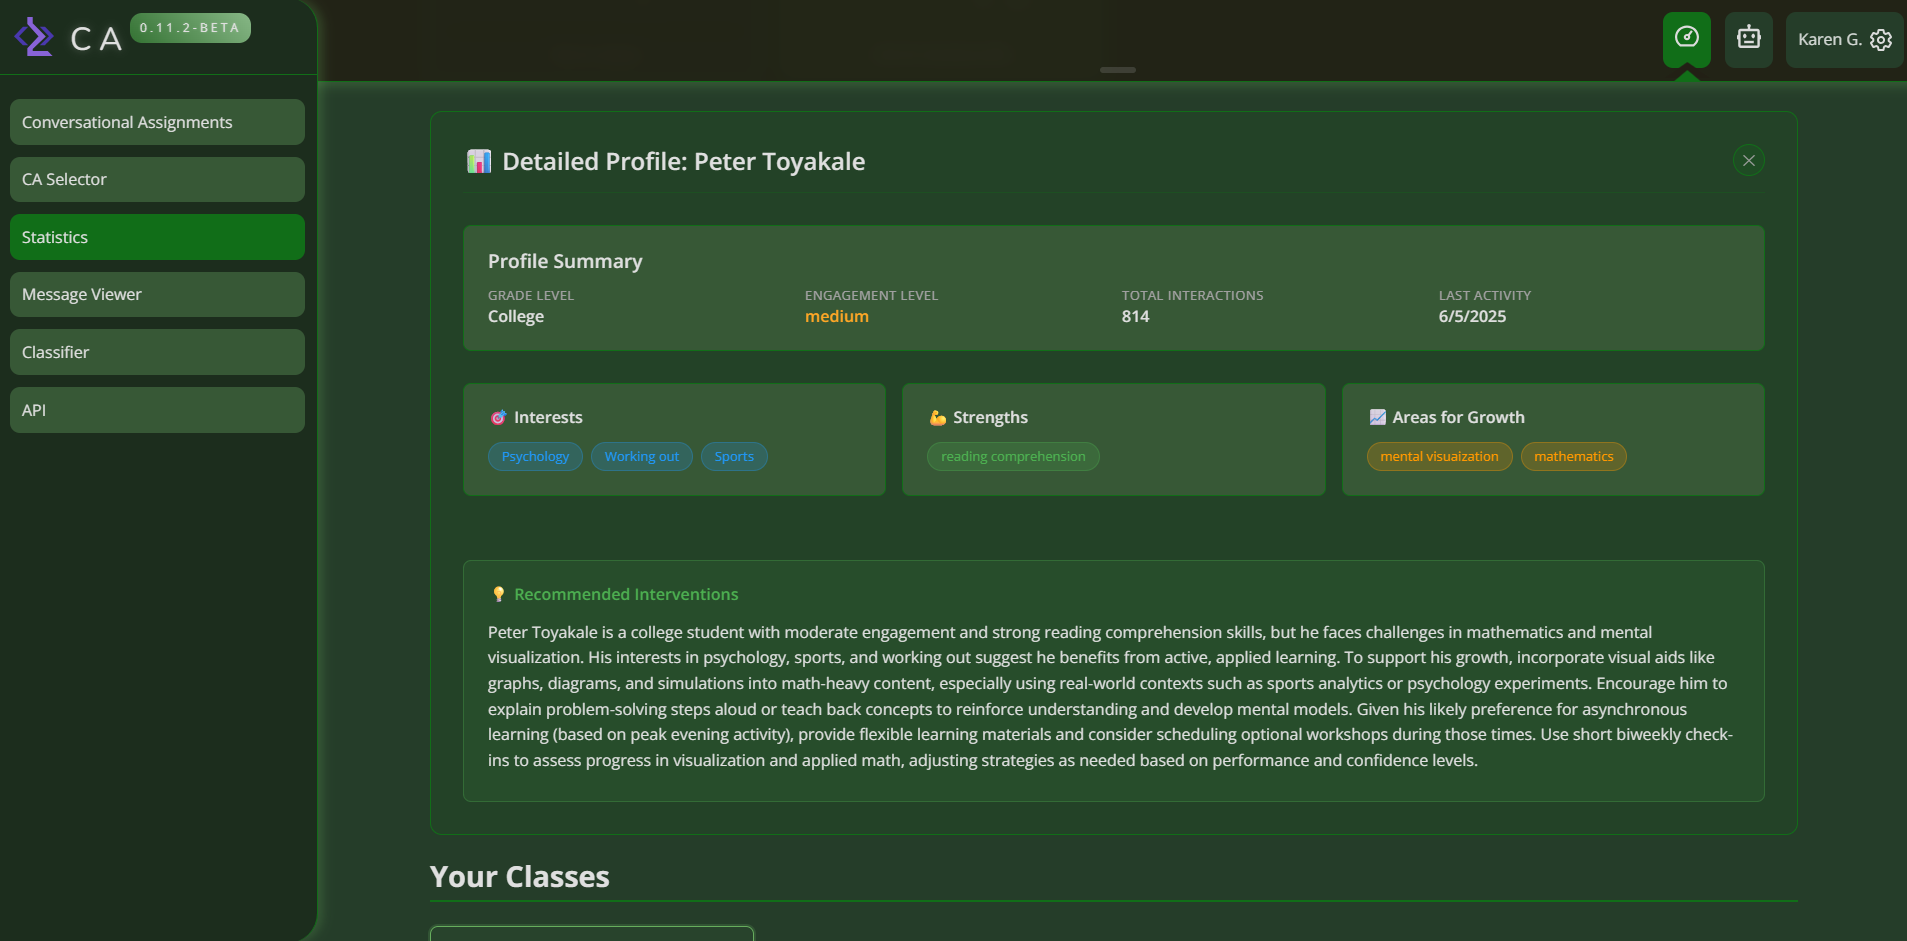 CA
0.11.2-BETA
Karen G.
Conversational Assignments
CA Selector
Statistics
Message Viewer
Classifier
API
Detailed Profile: Peter Toyakale
Profile Summary
GRADE LEVEL
College
ENGAGEMENT LEVEL
medium
TOTAL INTERACTIONS
814
LAST ACTIVITY
6/5/2025
Interests
Psychology Working out Sports
Strengths
reading comprehension
Areas for Growth
mental visuaization mathematics
Recommended Interventions
Peter Toyakale is a college student with moderate engagement and strong reading comprehension skills, but he faces challenges in mathematics and mental
visualization. His interests in psychology, sports, and working out suggest he benefits from active, applied learning. To support his growth, incorporate visual aids like
graphs, diagrams, and simulations into math-heavy content, especially using real-world contexts such as sports analytics or psychology experiments. Encourage him to
explain problem-solving steps aloud or teach back concepts to reinforce understanding and develop mental models. Given his likely preference for asynchronous
learning (based on peak evening activity), provide flexible learning materials and consider scheduling optional workshops during those times. Use short biweekly check-
ins to assess progress in visualization and applied math, adjusting strategies as needed based on performance and confidence levels.
Your Classes